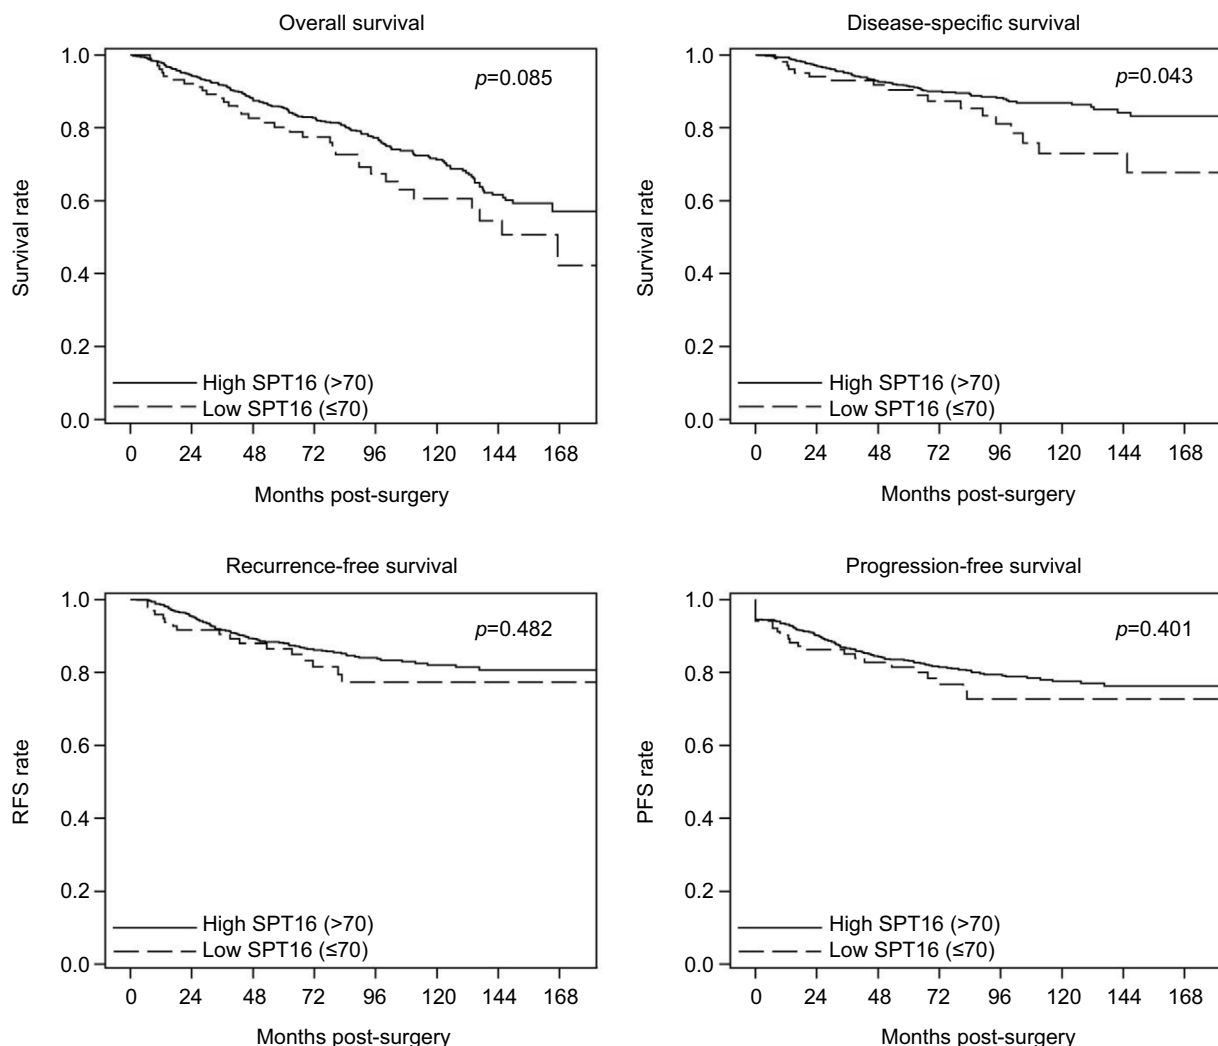 Overall survival
1.0
0.8
0.6
0.4
0.2
0.0
Survival rate
p=0.085
High SPT16 (>70)
Low SPT16 (≤70)
0 24 48 72 96 120 144 168
Months post-surgery
Disease-specific survival
1.0
0.8
0.6
0.4
0.2
0.0
Survival rate
p=0.043
High SPT16 (>70)
Low SPT16 (≤70)
0 24 48 72 96 120 144 168
Months post-surgery
Recurrence-free survival
1.0
0.8
0.6
0.4
0.2
0.0
RFS rate
p=0.482
High SPT16 (>70)
Low SPT16 (≤70)
0 24 48 72 96 120 144 168
Months post-surgery
Progression-free survival
1.0
0.8
0.6
0.4
0.2
0.0
PFS rate
p=0.401
High SPT16 (>70)
Low SPT16 (≤70)
0 24 48 72 96 120 144 168
Months post-surgery